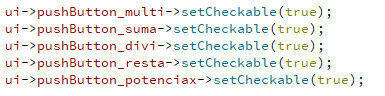 ui->pushButton_multi->setCheckable(true);
ui->pushButton_suma->setCheckable(true);
ui->pushButton_divi->setCheckable(true);
ui->pushButton_resta->setCheckable(true);
ui->pushButton_potenciax->setCheckable(true);